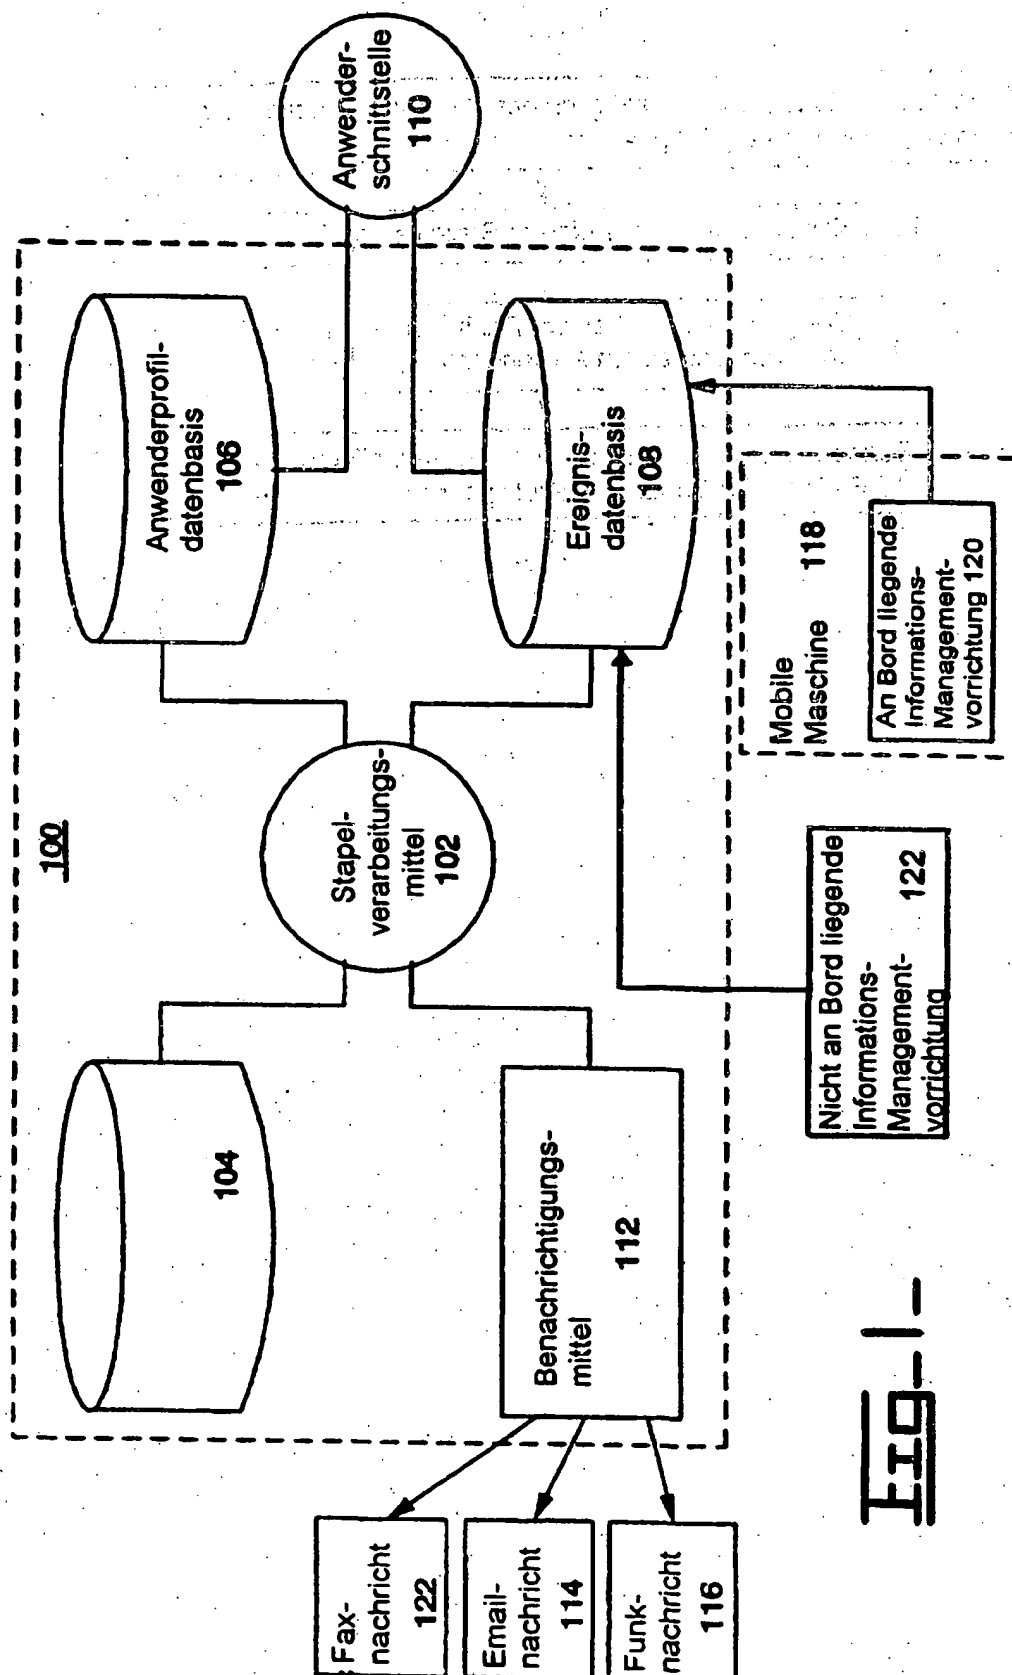 100
104
Anwenderprofil-
datenbasis
106
Anwender-
schnittstelle
110
Stapel-
verarbeitungs-
mittel
102
Benachrichtigungs-
mittel
112
Ereignis-
datenbasis
108
Fax-
nachricht
122
Email-
nachricht
114
Funk-
nachricht
116
Nicht an Bord liegende
Informations-
Management-
vorrichtung
122
Mobile
Maschine 118
An Bord liegende
Informations-
Management-
vorrichtung 120
FIG_1_